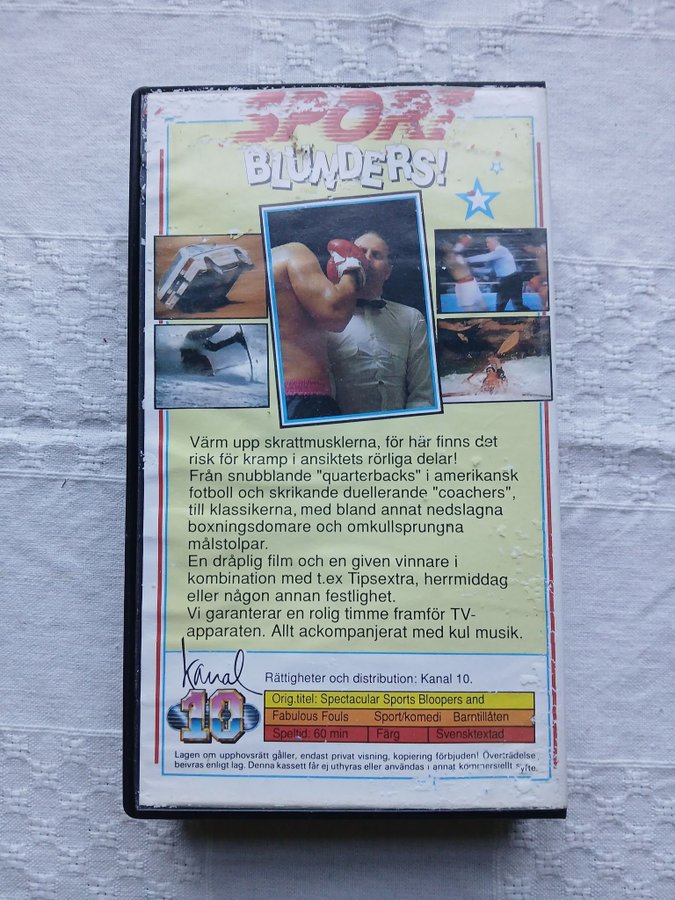 SPORT
BLUNDERS!
Värm upp skrattmusklerna, för här finns det
risk för kramp i ansiktets rörliga delar!
Från snubblande "quarterbacks" i amerikansk
fotboll och skrikande duellerande "coachers",
till klassikerna, med bland annat nedslagna
boxningsdomare och omkullsprungna
målstolpar.
En dråplig film och en given vinnare i
kombination med t.ex Tipsextra, herrmiddag
eller någon annan festlighet.
Vi garanterar en rolig timme framför TV-
apparaten. Allt ackompanjerat med kul musik.
Kanal
10
Rättigheter och distribution: Kanal 10.
Orig.titel: Spectacular Sports Bloopers and
Fabulous Fouls Sport/komedi Barntillåten
Speltid: 60 min Färg Svensktextad
Lagen om upphovsrätt gåller, endast privat visning, kopiering förbjuden! Överträdelse
beivras enligt lag. Denna kassett får ej uthyras eller användas i annat kommersiellt syfte.